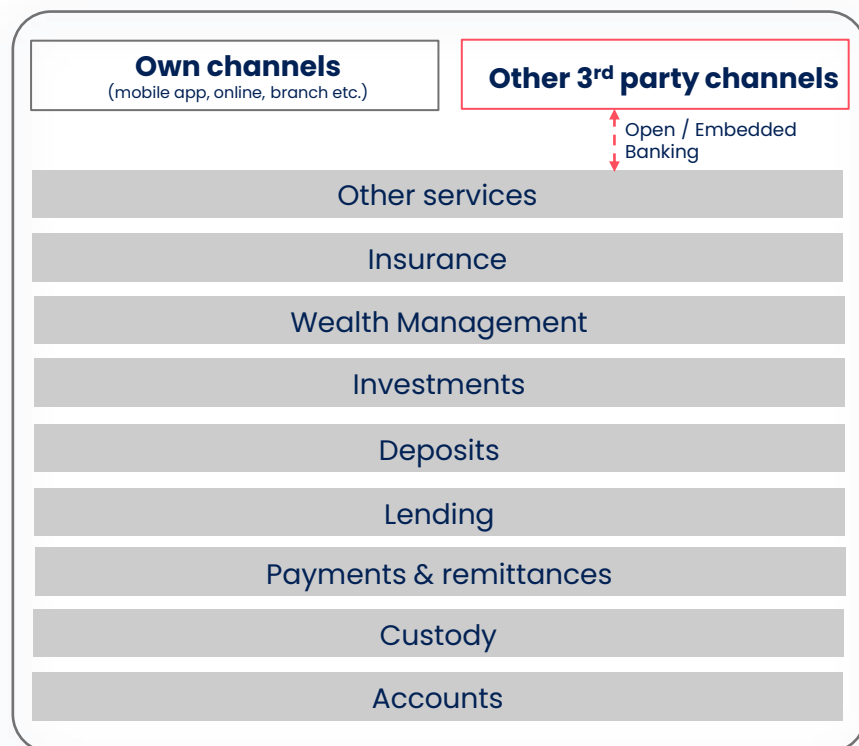 Own channels
(mobile app, online, branch etc.)
Other 3rd party channels
Open / Embedded
Banking
Other services
Insurance
Wealth Management
Investments
Deposits
Lending
Payments & remittances
Custody
Accounts